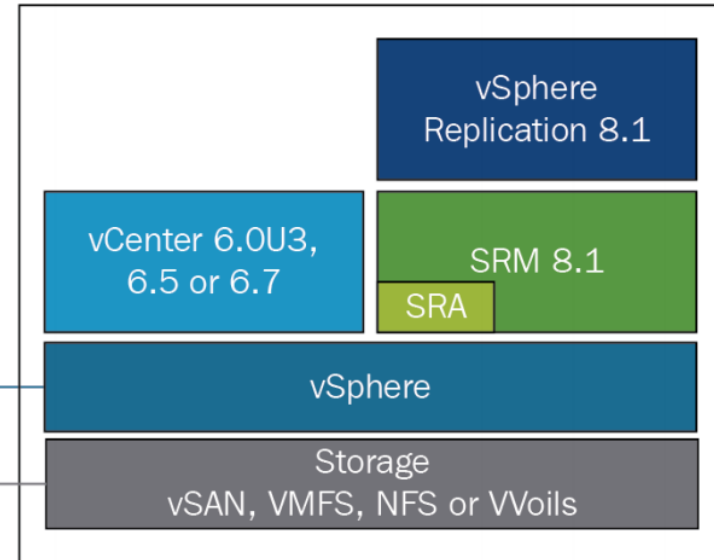 vSphere
Replication 8.1
vCenter 6.0U3,
6.5 or 6.7
SRM 8.1
SRA
vSphere
Storage
vSAN, VMFS, NFS or VVoils